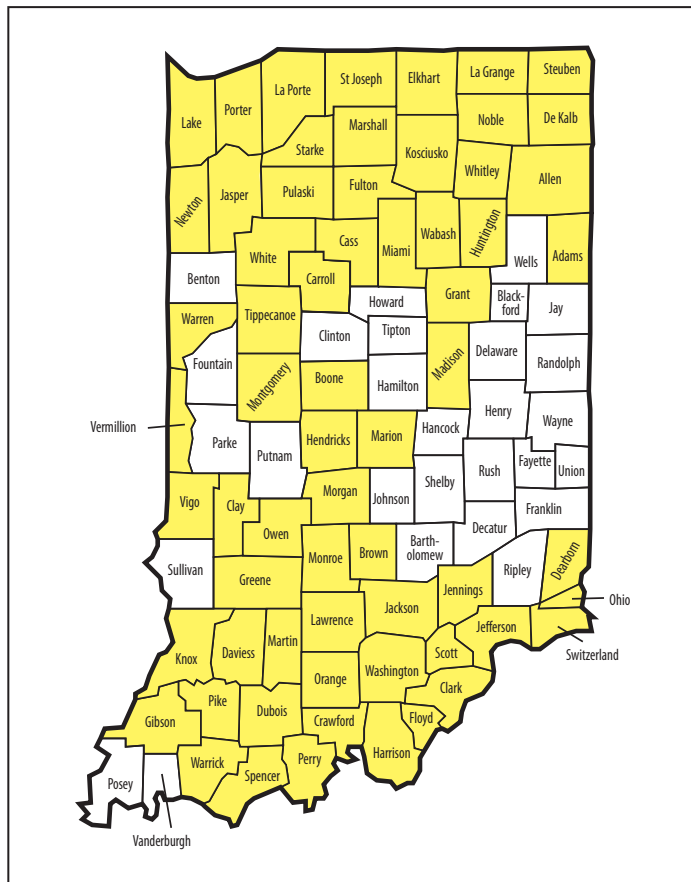 Steuben
La Grange
Elkhart
St Joseph
La Porte
Porter
Lake
De Kalb
Noble
Marshall
Starke
Kosciusko
Whitley
Allen
Fulton
Pulaski
Jasper
Newton
Huntington
Wabash
Miami
Cass
White
Wells
Adams
Carroll
Benton
Grant
Black-
ford
Jay
Howard
Tippecanoe
Warren
Tipton
Clinton
Delaware
Madison
Randolph
Fountain
Boone
Hamilton
Montgomery
Henry
Wayne
Hancock
Marion
Hendricks
Vermillion
Parke
Putnam
Fayette
Union
Rush
Shelby
Morgan
Johnson
Vigo
Clay
Franklin
Decatur
Owen
Barth-
olomew
Brown
Monroe
Dearborn
Ripley
Sullivan
Greene
Jennings
Ohio
Jackson
Lawrence
Jefferson
Switzerland
Martin
Daviess
Knox
Scott
Washington
Orange
Clark
Pike
Dubois
Gibson
Floyd
Crawford
Harrison
Perry
Warrick
Spencer
Posey
Vanderburgh